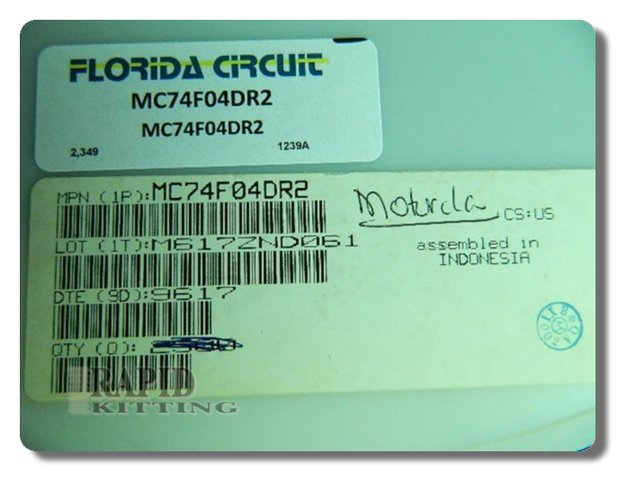 FLORIDA CIRCUIT
MC74F04DR2
MC74F04DR2
2,349 1239A
MPN (1P):MC74F04DR2
Motorola CS:US
LOT (1T):M617ZND061
assembled in
INDONESIA
DTE (9D):9617
QTY (Q):
RAPID
KITTING